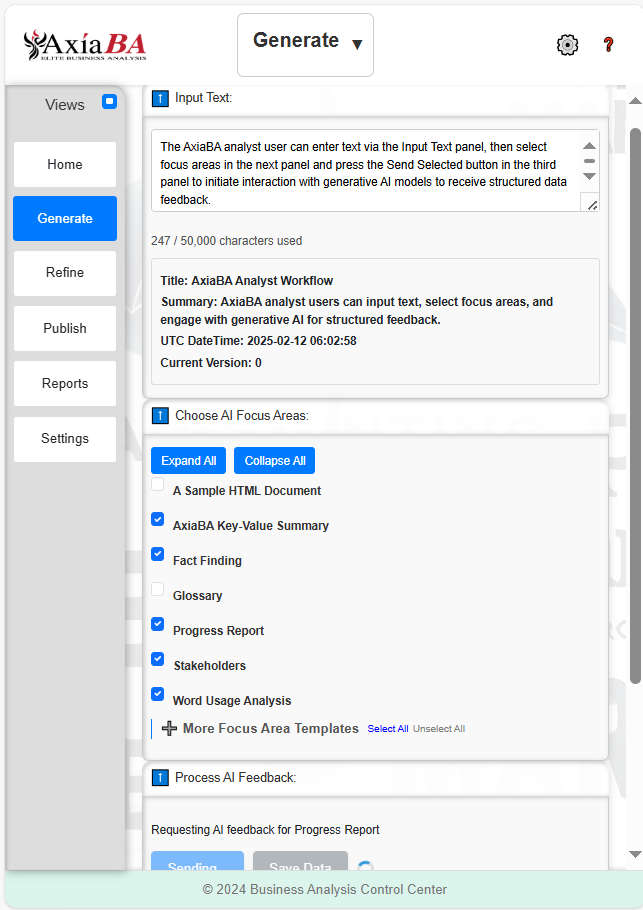 AxíaBA
ELITE BUSINESS ANALYSIS
Generate ▼
?
Views
Home
Generate
Refine
Publish
Reports
Settings
Input Text:
The AxiaBA analyst user can enter text via the Input Text panel, then select
focus areas in the next panel and press the Send Selected button in the third
panel to initiate interaction with generative AI models to receive structured data
feedback.
247 / 50,000 characters used
Title: AxiaBA Analyst Workflow
Summary: AxiaBA analyst users can input text, select focus areas, and
engage with generative AI for structured feedback.
UTC DateTime: 2025-02-12 06:02:58
Current Version: 0
Choose AI Focus Areas:
Expand All Collapse All
A Sample HTML Document
AxiaBA Key-Value Summary
Fact Finding
Glossary
Progress Report
Stakeholders
Word Usage Analysis
More Focus Area Templates Select All Unselect All
Process AI Feedback:
Requesting AI feedback for Progress Report
Sending... Save Data
© 2024 Business Analysis Control Center